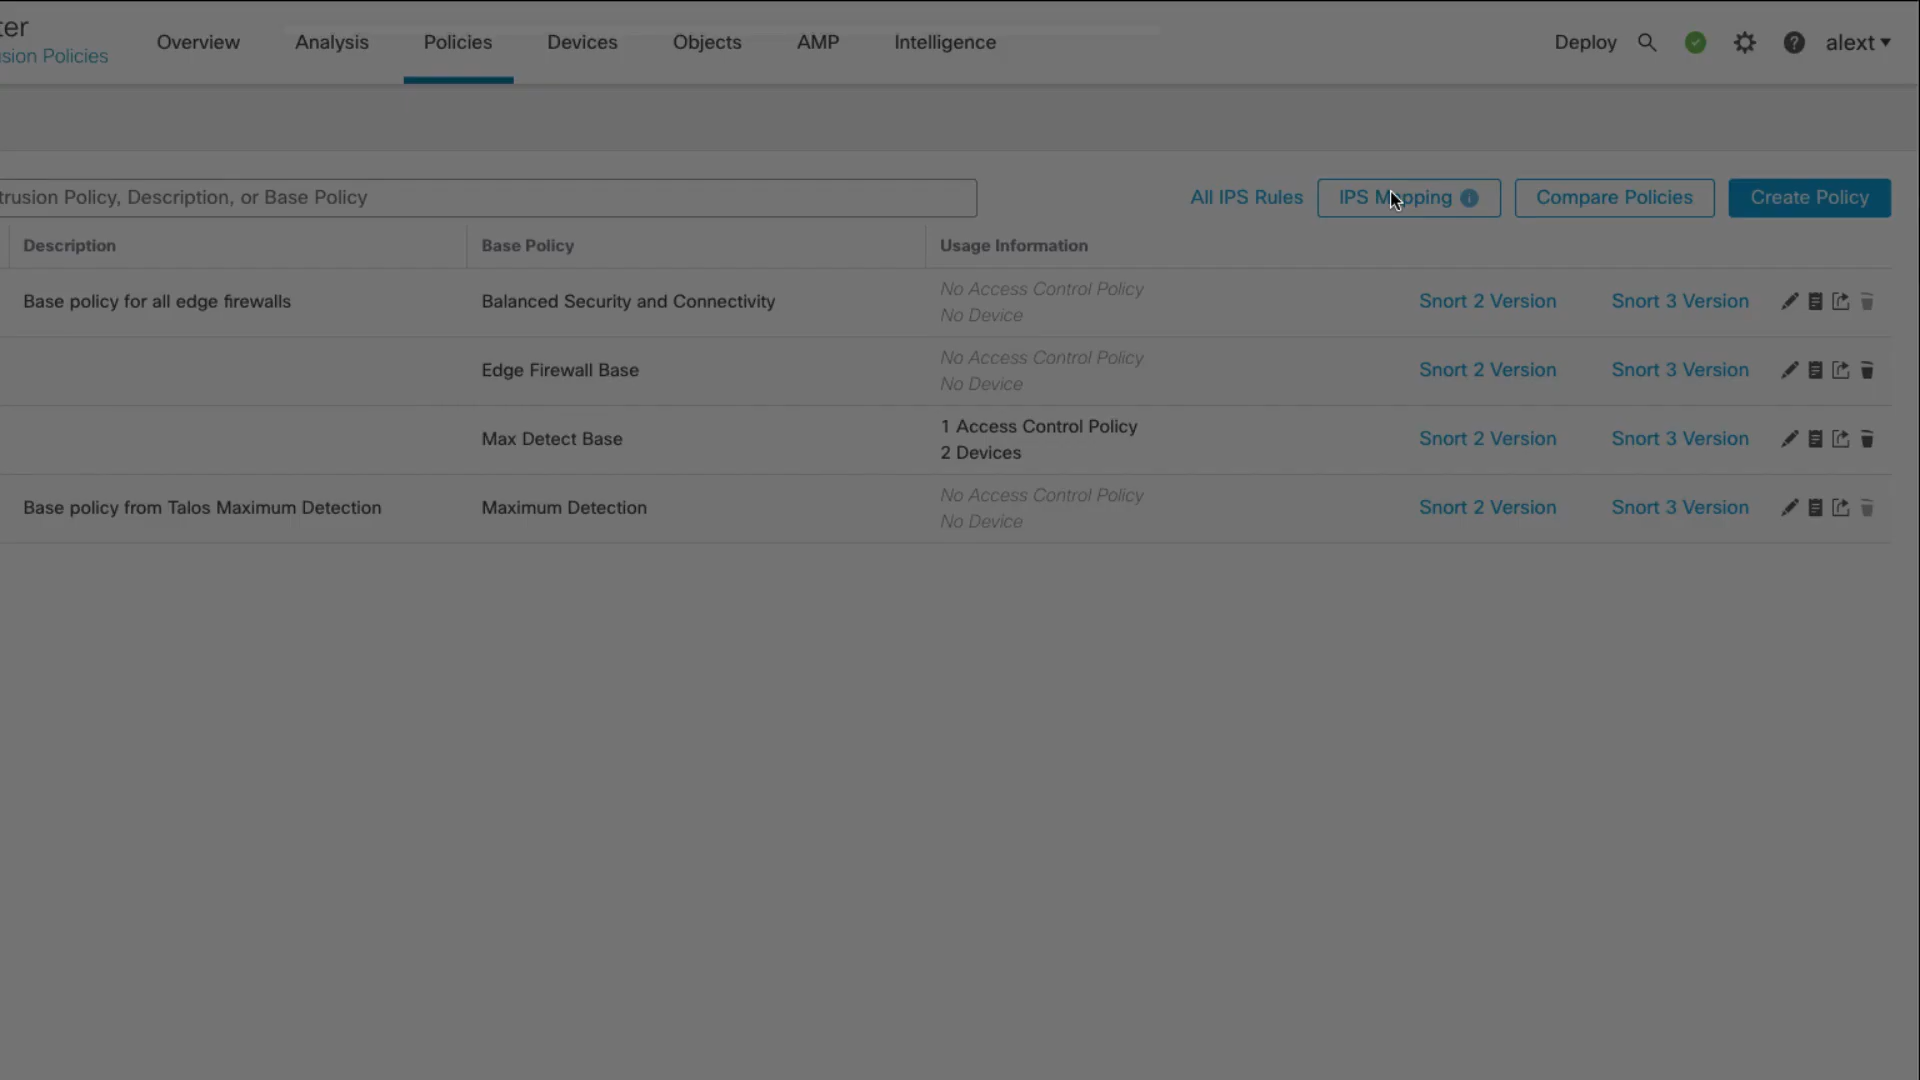 ter
sion Policies
Overview
Analysis
Policies
Devices
Objects
AMP
Intelligence
Deploy
alext
trusion Policy, Description, or Base Policy
All IPS Rules
IPS Mapping
Compare Policies
Create Policy
Description
Base Policy
Usage Information
Base policy for all edge firewalls
Balanced Security and Connectivity
No Access Control Policy
No Device
Snort 2 Version
Snort 3 Version
Edge Firewall Base
No Access Control Policy
No Device
Snort 2 Version
Snort 3 Version
Max Detect Base
1 Access Control Policy
2 Devices
Snort 2 Version
Snort 3 Version
Base policy from Talos Maximum Detection
Maximum Detection
No Access Control Policy
No Device
Snort 2 Version
Snort 3 Version